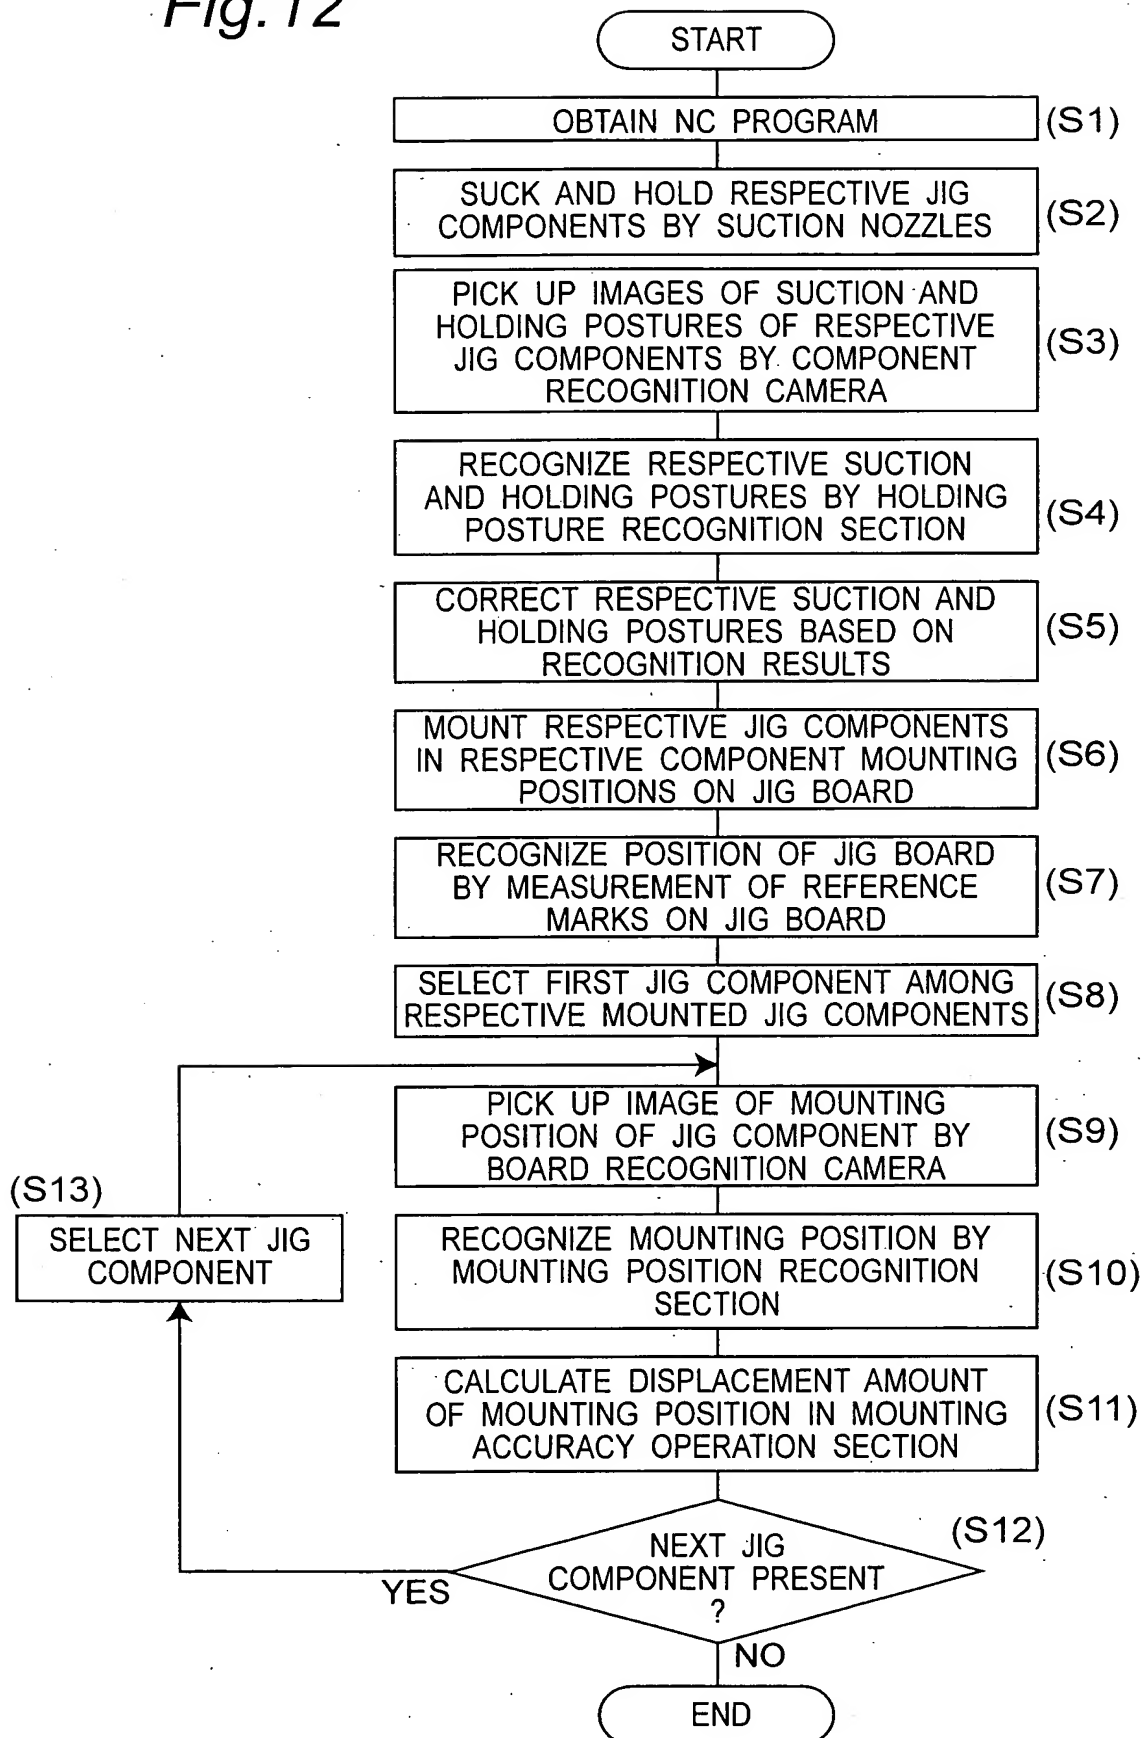 Fig. 12
START
OBTAIN NC PROGRAM
(S1)
SUCK AND HOLD RESPECTIVE JIG
COMPONENTS BY SUCTION NOZZLES
(S2)
PICK UP IMAGES OF SUCTION AND
HOLDING POSTURES OF RESPECTIVE
JIG COMPONENTS BY COMPONENT
RECOGNITION CAMERA
(S3)
RECOGNIZE RESPECTIVE SUCTION
AND HOLDING POSTURES BY HOLDING
POSTURE RECOGNITION SECTION
(S4)
CORRECT RESPECTIVE SUCTION AND
HOLDING POSTURES BASED ON
RECOGNITION RESULTS
(S5)
MOUNT RESPECTIVE JIG COMPONENTS
IN RESPECTIVE COMPONENT MOUNTING
POSITIONS ON JIG BOARD
(S6)
RECOGNIZE POSITION OF JIG BOARD
BY MEASUREMENT OF REFERENCE
MARKS ON JIG BOARD
(S7)
SELECT FIRST JIG COMPONENT AMONG
RESPECTIVE MOUNTED JIG COMPONENTS
(S8)
PICK UP IMAGE OF MOUNTING
POSITION OF JIG COMPONENT BY
BOARD RECOGNITION CAMERA
(S9)
(S13)
SELECT NEXT JIG
COMPONENT
RECOGNIZE MOUNTING POSITION BY
MOUNTING POSITION RECOGNITION
SECTION
(S10)
CALCULATE DISPLACEMENT AMOUNT
OF MOUNTING POSITION IN MOUNTING
ACCURACY OPERATION SECTION
(S11)
NEXT JIG
COMPONENT PRESENT
?
(S12)
YES
NO
END